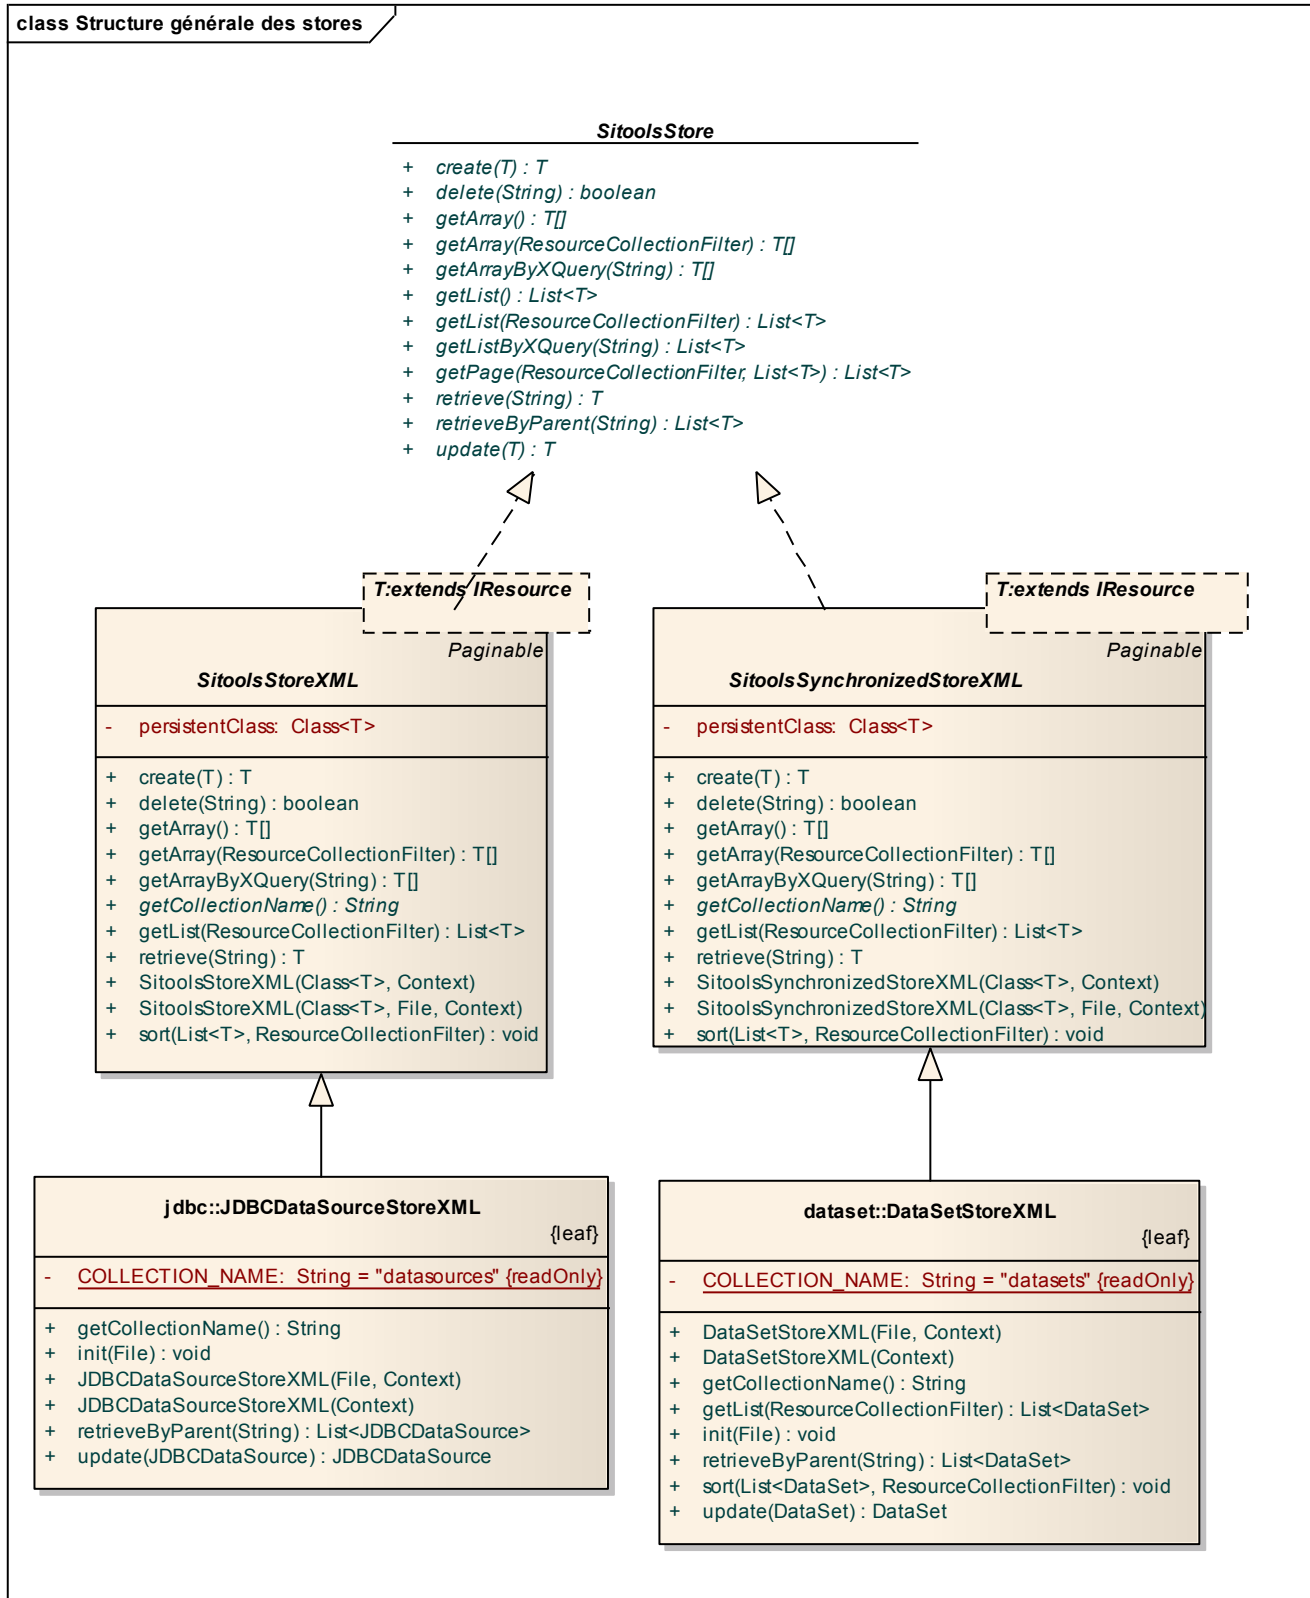 class Structure générale des stores
SitoolsStore
+ create(T) : T
+ delete(String) : boolean
+ getArray() : T[]
+ getArray(ResourceCollectionFilter) : T[]
+ getArrayByXQuery(String) : T[]
+ getList() : List<T>
+ getList(ResourceCollectionFilter) : List<T>
+ getListByXQuery(String) : List<T>
+ getPage(ResourceCollectionFilter, List<T>) : List<T>
+ retrieve(String) : T
+ retrieveByParent(String) : List<T>
+ update(T) : T
T:extends IResource
Paginable
SitoolsStoreXML
- persistentClass: Class<T>
+ create(T) : T
+ delete(String) : boolean
+ getArray() : T[]
+ getArray(ResourceCollectionFilter) : T[]
+ getArrayByXQuery(String) : T[]
+ getCollectionName() : String
+ getList(ResourceCollectionFilter) : List<T>
+ retrieve(String) : T
+ SitoolsStoreXML(Class<T>, Context)
+ SitoolsStoreXML(Class<T>, File, Context)
+ sort(List<T>, ResourceCollectionFilter) : void
T:extends IResource
Paginable
SitoolsSynchronizedStoreXML
- persistentClass: Class<T>
+ create(T) : T
+ delete(String) : boolean
+ getArray() : T[]
+ getArray(ResourceCollectionFilter) : T[]
+ getArrayByXQuery(String) : T[]
+ getCollectionName() : String
+ getList(ResourceCollectionFilter) : List<T>
+ retrieve(String) : T
+ SitoolsSynchronizedStoreXML(Class<T>, Context)
+ SitoolsSynchronizedStoreXML(Class<T>, File, Context)
+ sort(List<T>, ResourceCollectionFilter) : void
jdbc::JDBCDataSourceStoreXML
{leaf}
- COLLECTION_NAME: String = "datasources" {readOnly}
+ getCollectionName() : String
+ init(File) : void
+ JDBCDataSourceStoreXML(File, Context)
+ JDBCDataSourceStoreXML(Context)
+ retrieveByParent(String) : List<JDBCDataSource>
+ update(JDBCDataSource) : JDBCDataSource
dataset::DataSetStoreXML
{leaf}
- COLLECTION_NAME: String = "datasets" {readOnly}
+ DataSetStoreXML(File, Context)
+ DataSetStoreXML(Context)
+ getCollectionName() : String
+ getList(ResourceCollectionFilter) : List<DataSet>
+ init(File) : void
+ retrieveByParent(String) : List<DataSet>
+ sort(List<DataSet>, ResourceCollectionFilter) : void
+ update(DataSet) : DataSet